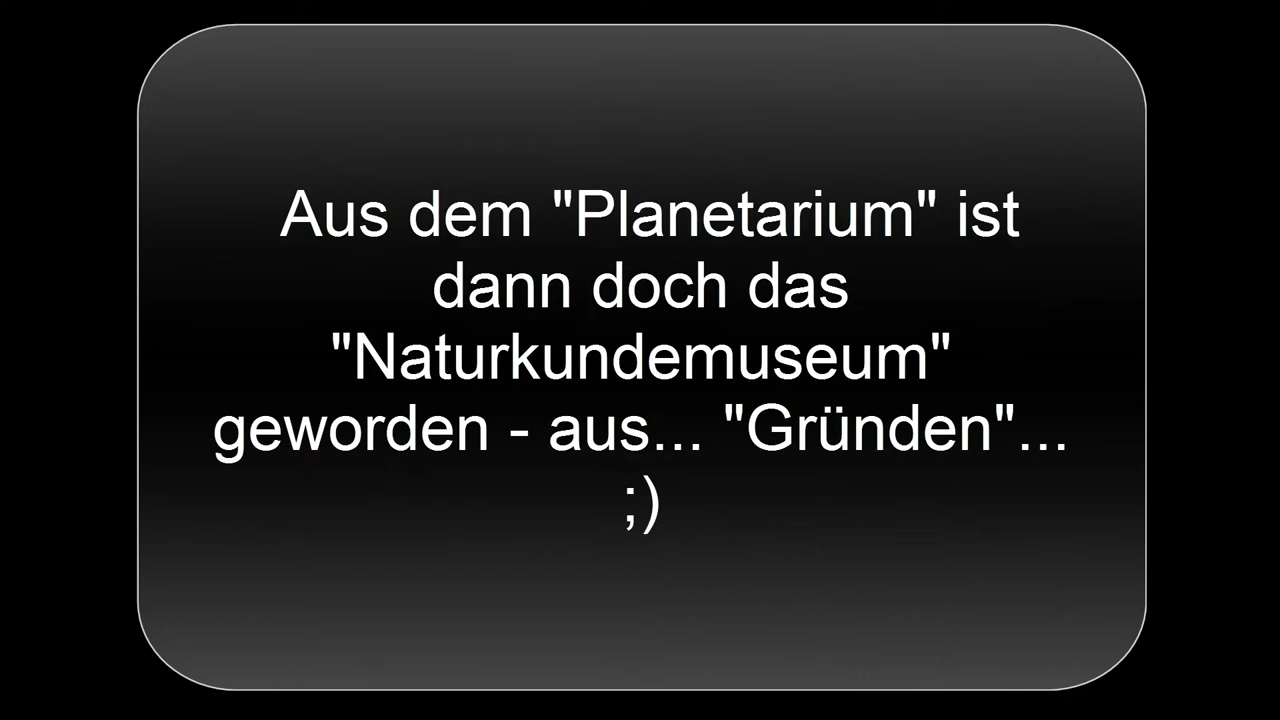 Aus dem "Planetarium" ist
dann doch das
"Naturkundemuseum"
geworden - aus... "Gründen"...
;)